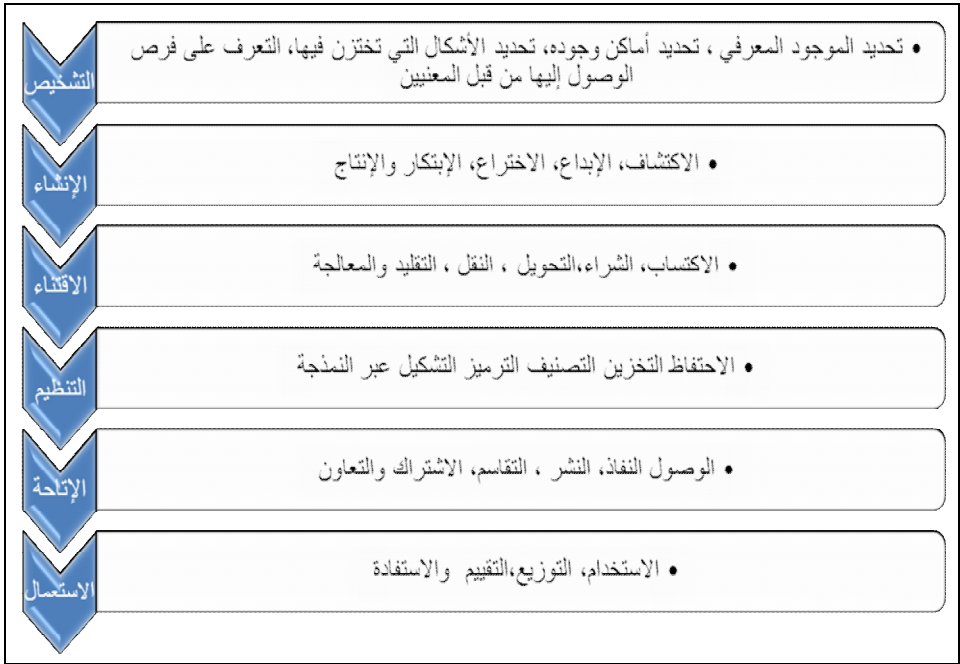 التشخيص
• تحديد الموجود المعرفي ، تحديد أماكن وجوده، تحديد الأشكال التي تختزن فيها، التعرف على فرص
الوصول إليها من قبل المعنيين
الإنشاء
• الاكتشاف، الإبداع، الاختراع، الإبتكار والإنتاج
الاقتناء
• الاكتساب، الشراء،التحويل ، النقل ، التقليد والمعالجة
التنظيم
• الاحتفاظ التخزين التصنيف الترميز التشكيل عبر النمذجة
الإتاحة
• الوصول النفاذ، النشر ، التقاسم، الاشتراك والتعاون
الاستعمال
• الاستخدام، التوزيع،التقييم والاستفادة